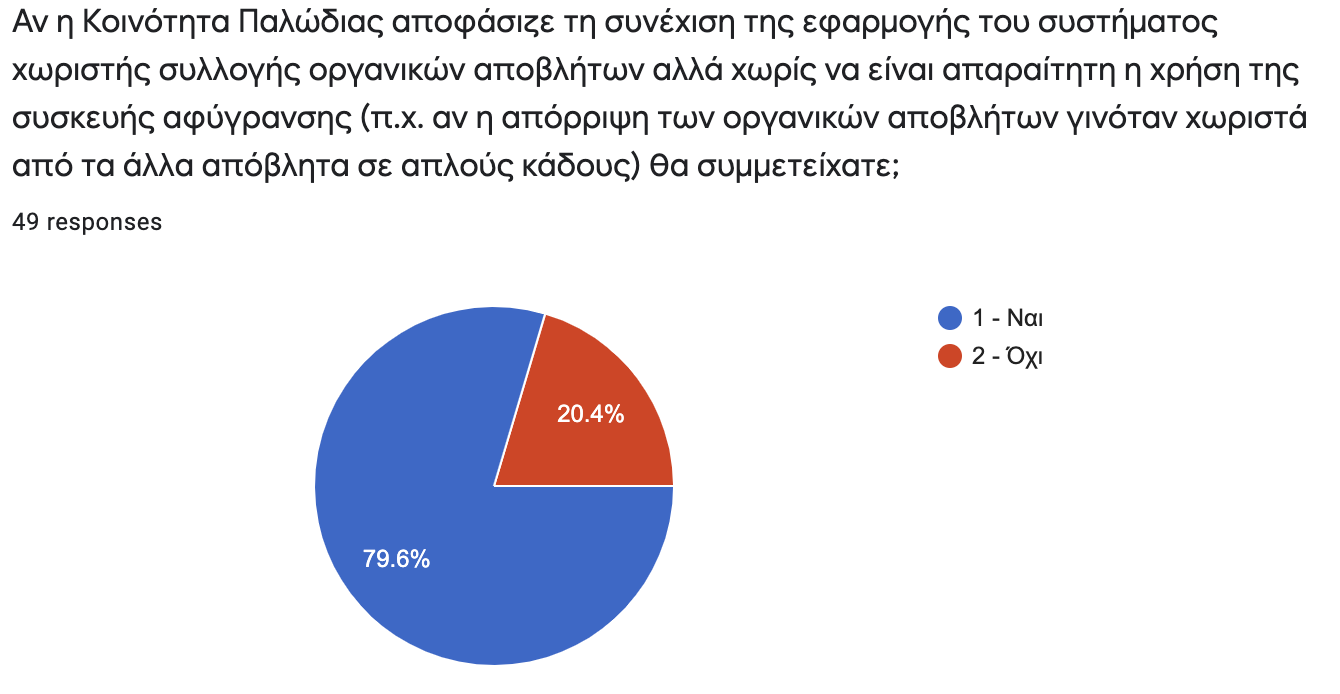 Αν η Κοινότητα Παλώδιας αποφάσιζε τη συνέχιση της εφαρμογής του συστήματος
χωριστής συλλογής οργανικών αποβλήτων αλλά χωρίς να είναι απαραίτητη η χρήση της
συσκευής αφύγρανσης (π.χ. αν η απόρριψη των οργανικών αποβλήτων γινόταν χωριστά
από τα άλλα απόβλητα σε απλούς κάδους) θα συμμετείχατε;
49 responses
1 - Ναι
2 - Όχι
20.4%
79.6%